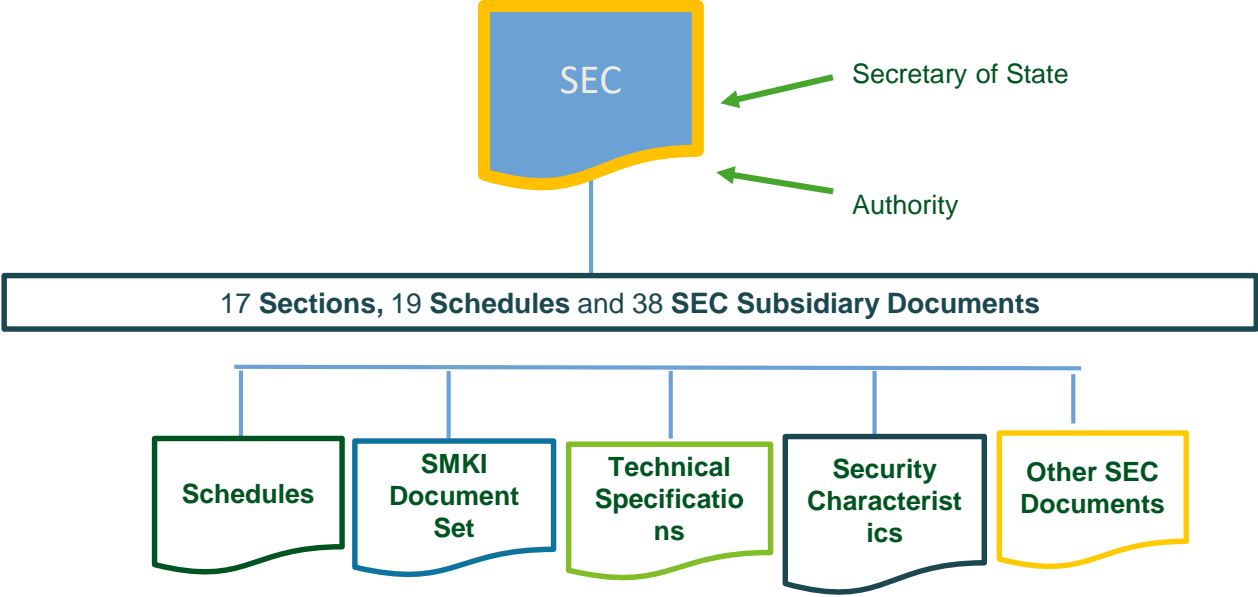 SEC
Secretary of State
Authority
17 Sections, 19 Schedules and 38 SEC Subsidiary Documents
Schedules
SMKI
Document
Set
Technical
Specificatio
ns
Security
Characterist
ics
Other SEC
Documents